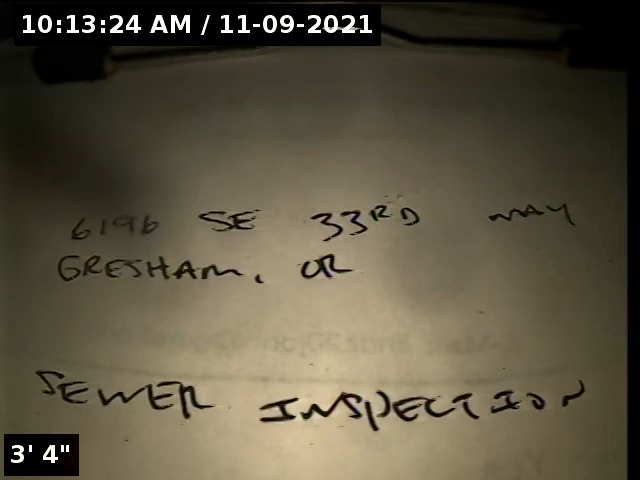 10:13:24 AM / 11-09-2021
6196 SE 33RD WAY
GRESHAM, OR
SEWER INSPECTION
3' 4"